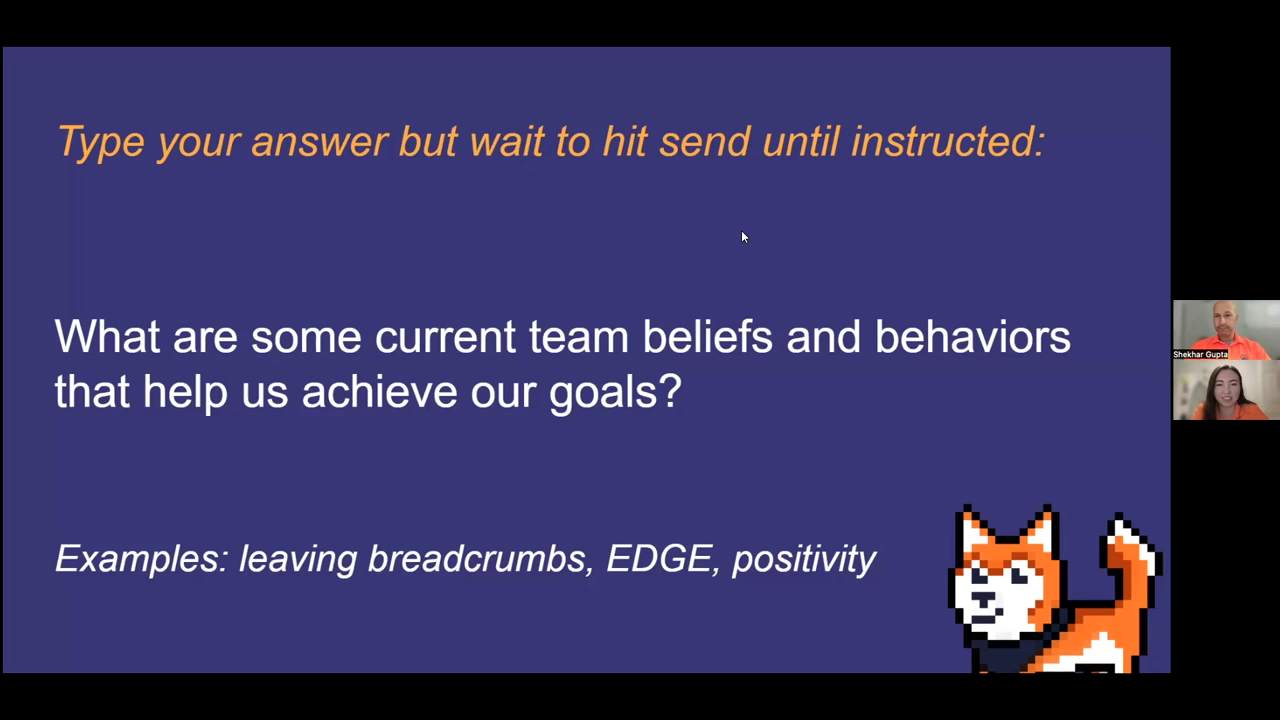 Type your answer but wait to hit send until instructed:
What are some current team beliefs and behaviors
that help us achieve our goals?
Examples: leaving breadcrumbs, EDGE, positivity
Shekhar Gupta